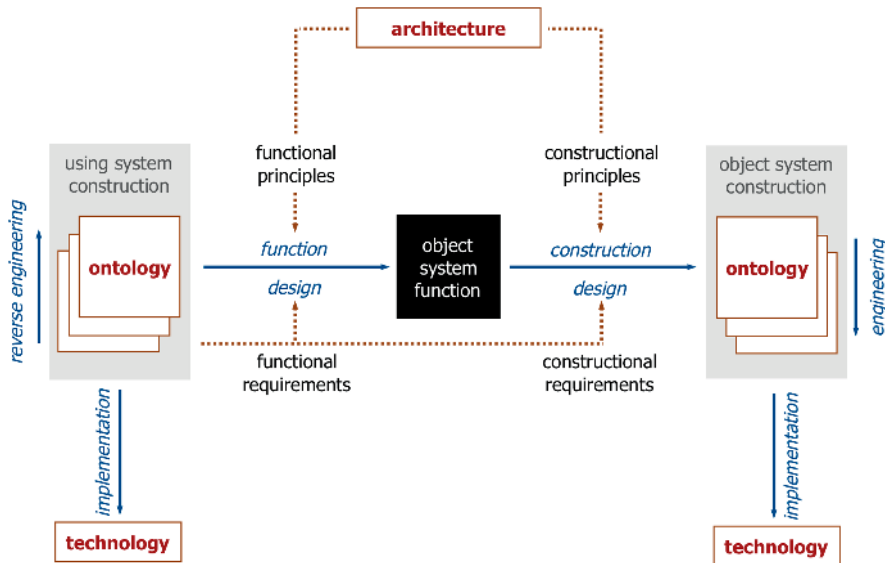 architecture
using system
construction
functional
principles
constructional
principles
object system
construction
reverse engineering
ontology
function
design
object
system
function
construction
design
ontology
engineering
functional
requirements
constructional
requirements
implementation
implementation
technology
technology